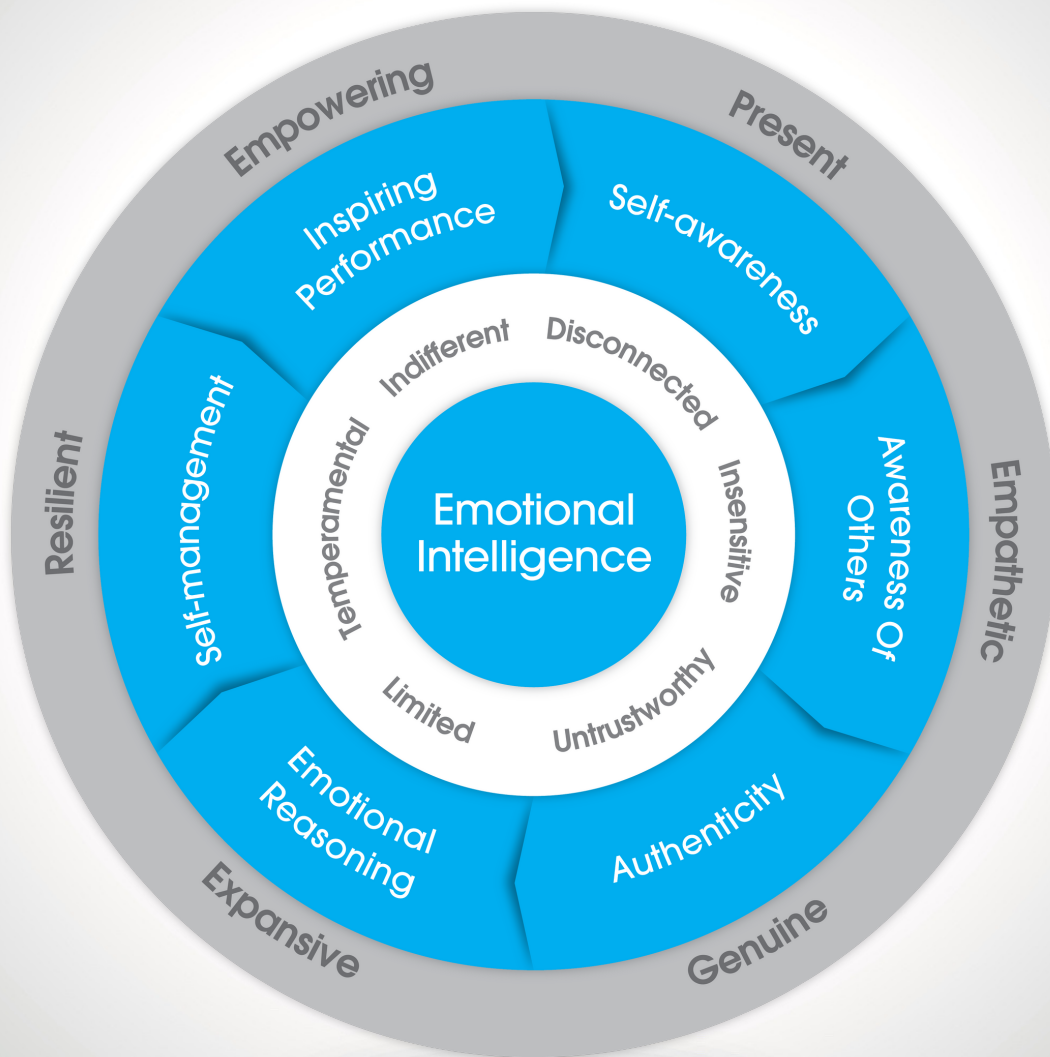 Empowering
Present
Empathetic
Genuine
Expansive
Resilient
Inspiring
Performance
Self-awareness
Awareness Of
Others
Authenticity
Emotional
Reasoning
Self-management
Indifferent
Disconnected
Insensitive
Untrustworthy
Limited
Temperamental
Emotional
Intelligence